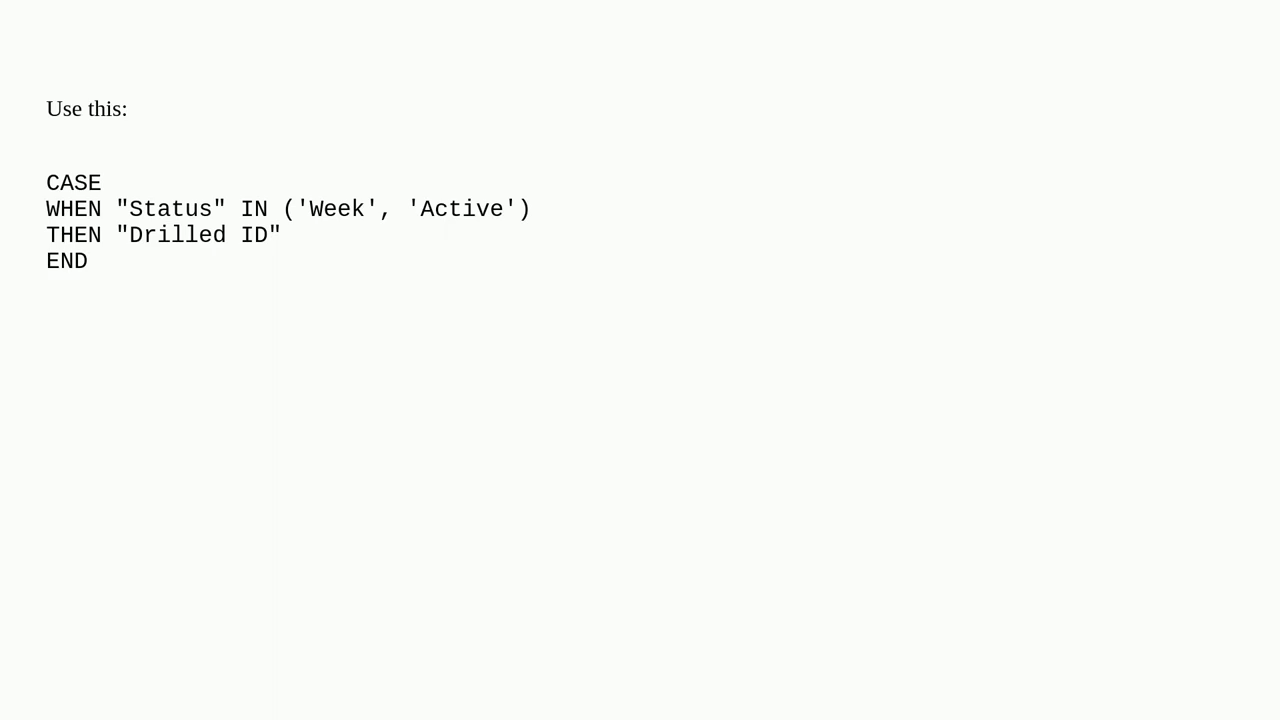 Use this:
CASE
WHEN "Status" IN ('Week', 'Active')
THEN "Drilled ID"
END